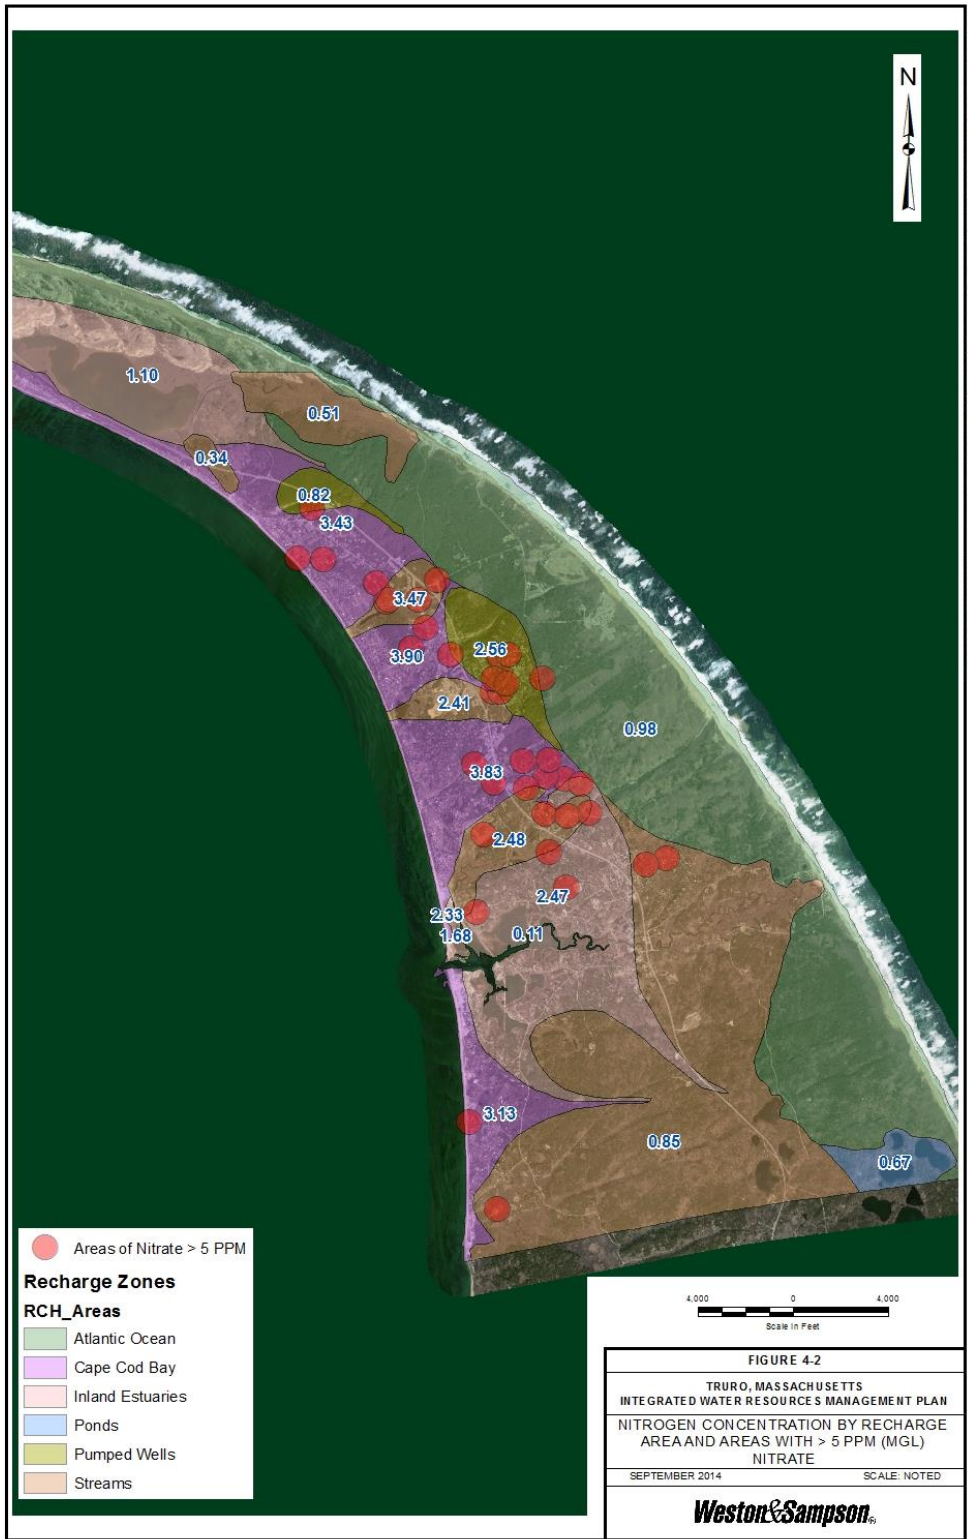 N
1.10
0.51
0.34
0.82
3.43
3.47
3.90
2.56
2.41
0.98
3.83
2.48
2.47
2.33
1.68
0.11
3.13
0.85
0.67
Areas of Nitrate > 5 PPM
Recharge Zones
RCH_Areas
Atlantic Ocean
Cape Cod Bay
Inland Estuaries
Ponds
Pumped Wells
Streams
4,000 0 4,000
Scale In Feet
FIGURE 4-2
TRURO, MASSACHUSETTS
INTEGRATED WATER RESOURCES MANAGEMENT PLAN
NITROGEN CONCENTRATION BY RECHARGE
AREA AND AREAS WITH > 5 PPM (MGL)
NITRATE
SEPTEMBER 2014 SCALE: NOTED
Weston&Sampson®